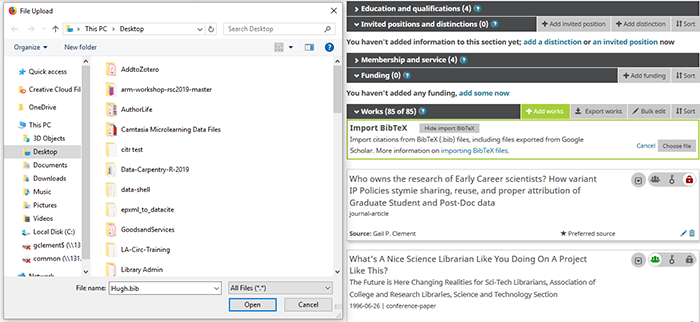 File Upload
This PC > Desktop >
Search Desktop
Organize
New folder
Quick access
Creative Cloud Fil
OneDrive
This PC
3D Objects
Desktop
Documents
Downloads
Music
Pictures
Videos
Local Disk (C:)
gclement$ (\\131.
common (\\131
Network
AddtoZotero
arm-workshop-rsc2019-master
AuthorLife
Camtasia Microlearning Data Files
citr test
Data-Carpentry-R-2019
data-shell
epxml_to_datacite
GoodsandServices
LA-Circ-Training
Library Admin
File name: Hugh.bib
All Files (*.*)
Open
Cancel
Education and qualifications (4)
Invited positions and distinctions (0) + Add invited position + Add distinction Sort
You haven't added information to this section yet; add a distinction or an invited position now
Membership and service (4)
Funding (0) + Add funding Sort
You haven't added any funding, add some now
Works (85 of 85) + Add works Export works Bulk edit Sort
Import BibTeX Hide import BibTeX
Import citations from BibTeX (.bib) files, including files exported from Google
Scholar. More information on importing BibTeX files.
Cancel Choose file
Who owns the research of Early Career scientists? How variant
IP Policies stymie sharing, reuse, and proper attribution of
Graduate Student and Post-Doc data
journal-article
Source: Gail P. Clement ★ Preferred source
What's A Nice Science Librarian Like You Doing On A Project
Like This?
The Future is Here Changing Realities for Sci-Tech Librarians, Association of
College and Research Libraries, Science and Technology Section
1996-06-26 | conference-paper